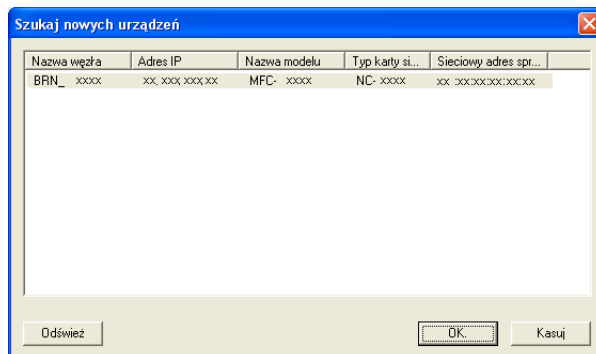 Szukaj nowych urządzeń
Nazwa węzła Adres IP Nazwa modelu Typ karty si... Sieciowy adres spr...
BRN_ xxxx xx, xxx, xxx, xx MFC- xxxx NC- xxxx xx :xx:xx:xx:xx:xx
Odśwież OK. Kasuj